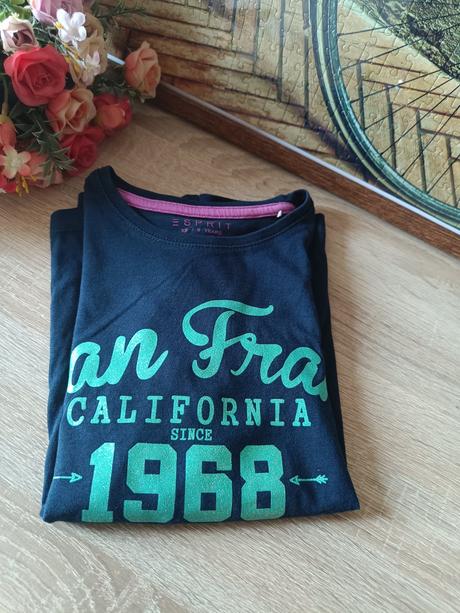 ESPRIT
an Fra
CALIFORNIA
SINCE
1968